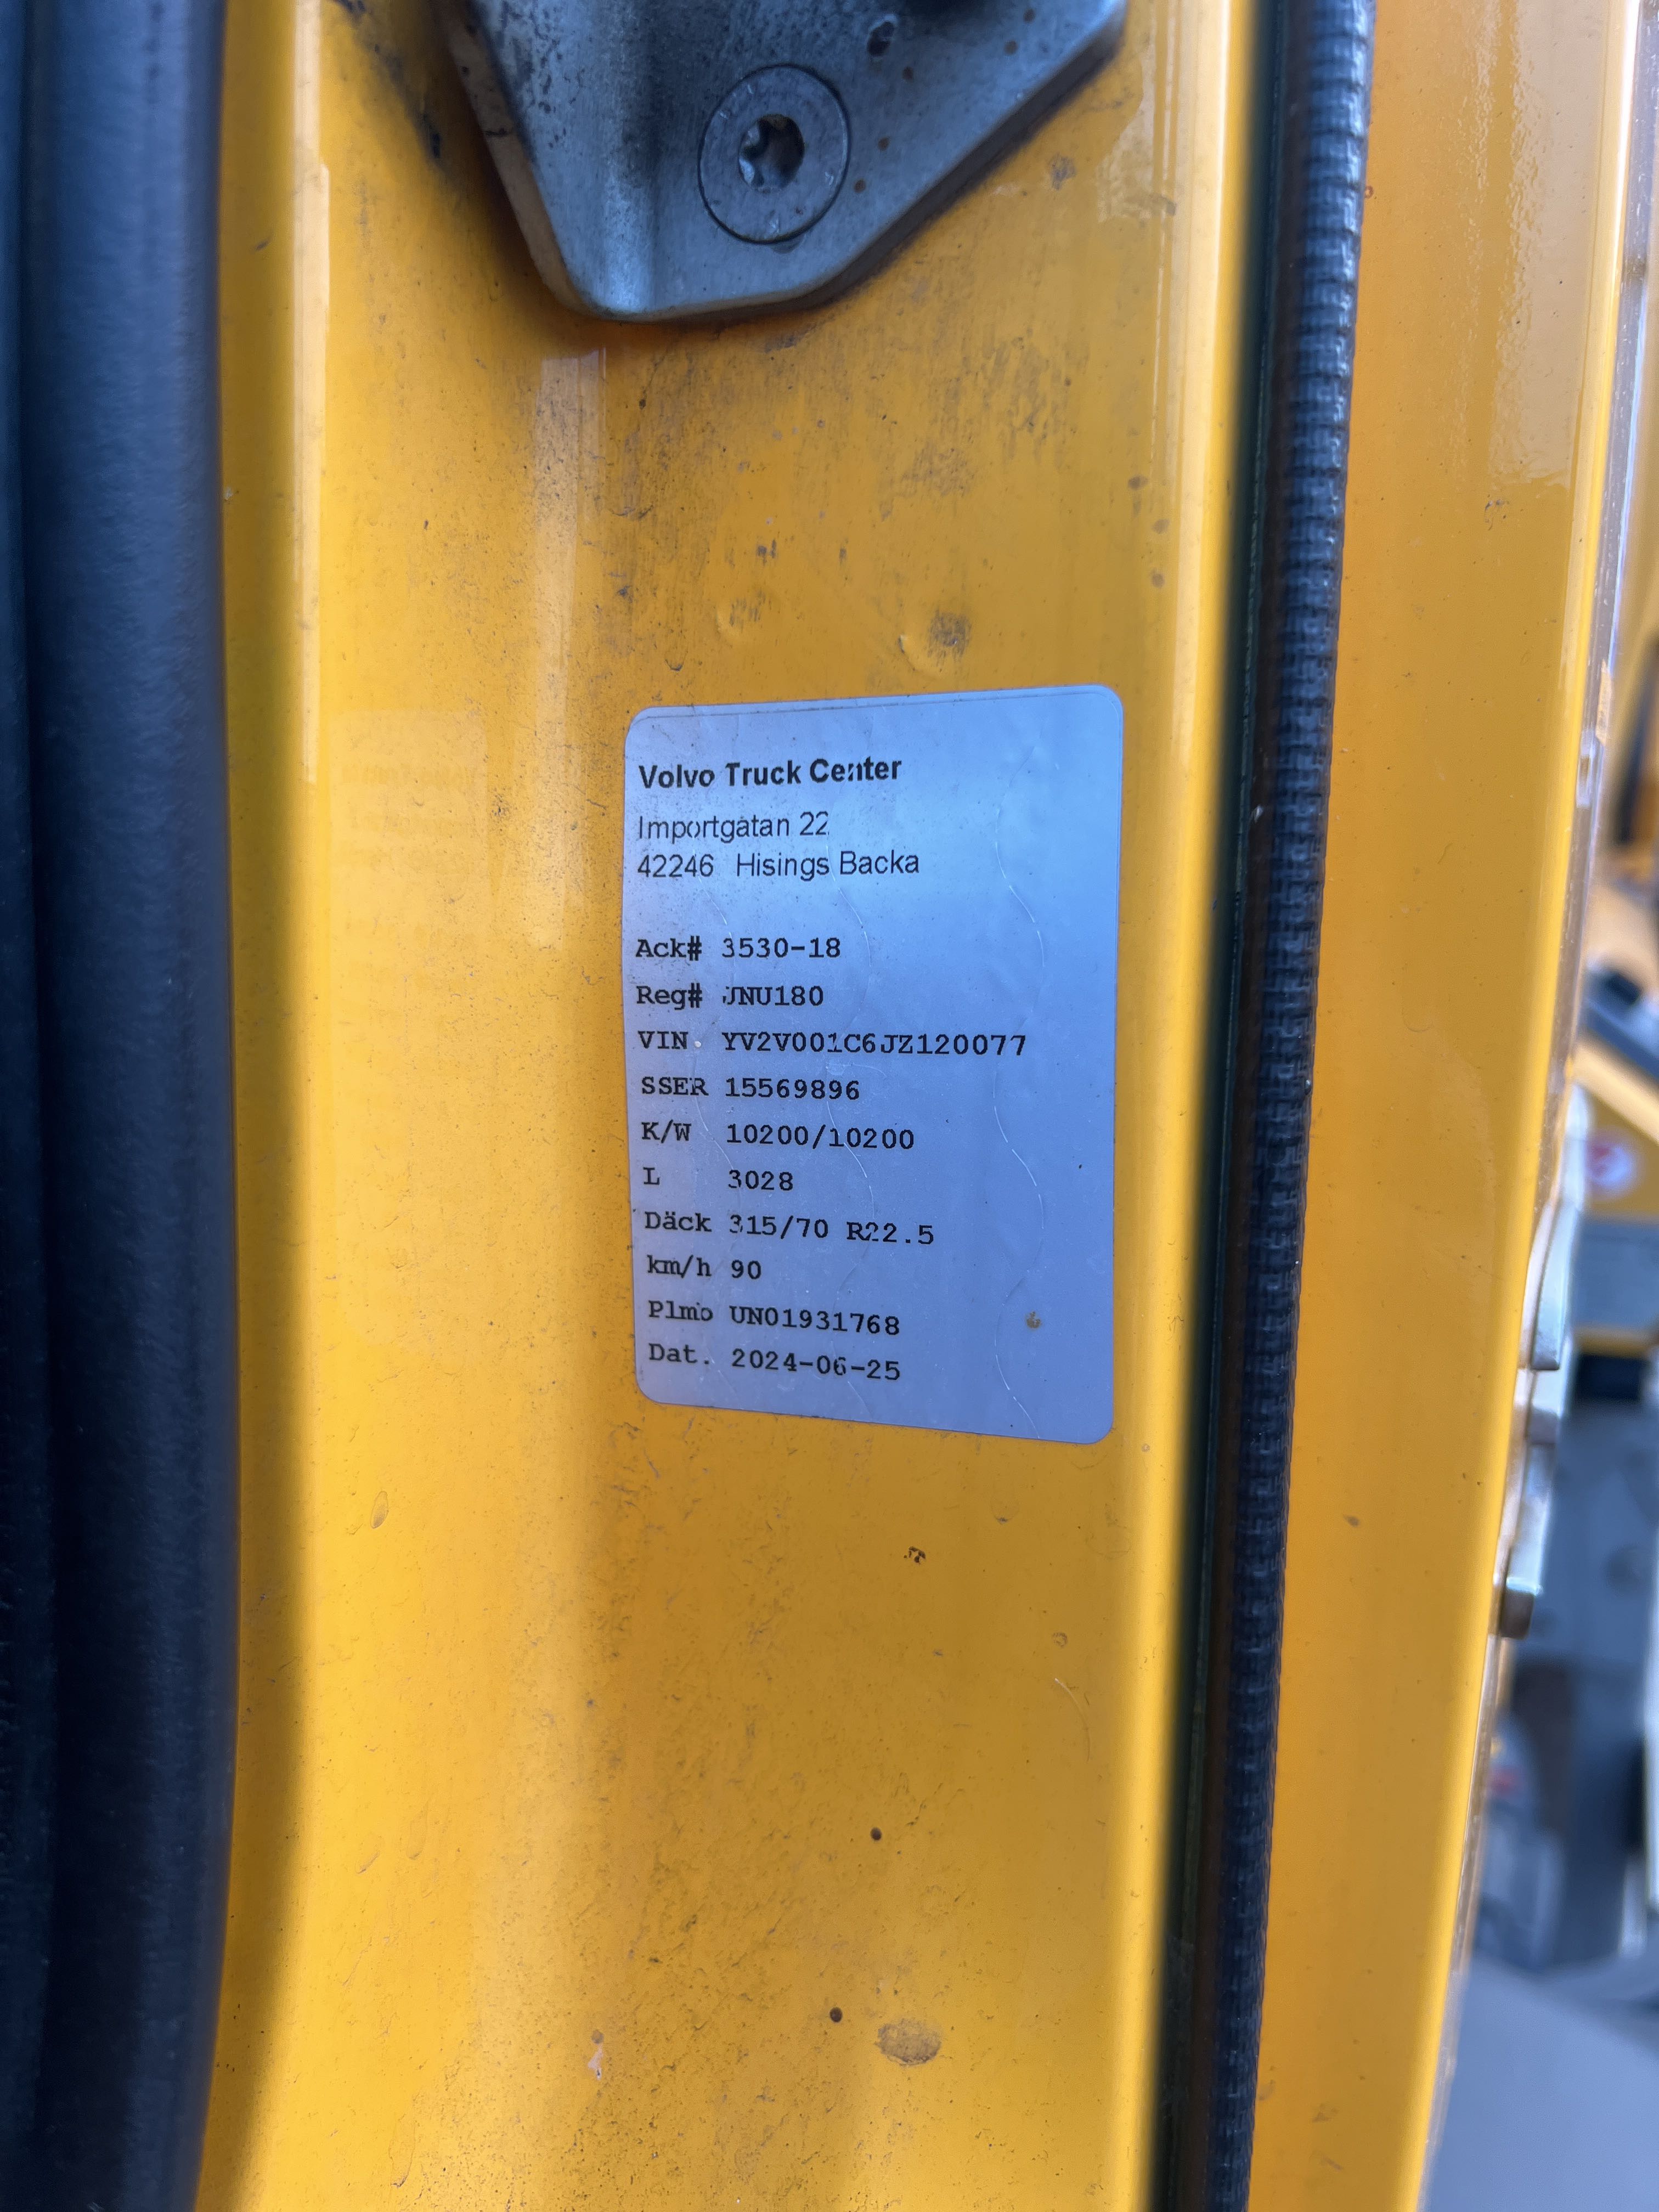 Volvo Truck Center
Importgatan 22
42246 Hisings Backa
Ack# 3530-18
Reg# JNU180
VIN. YV2V001C6JZ120077
SSER 15569896
K/W 10200/10200
L 3028
Däck 315/70 R22.5
km/h 90
Plmb UN01931768
Dat. 2024-06-25